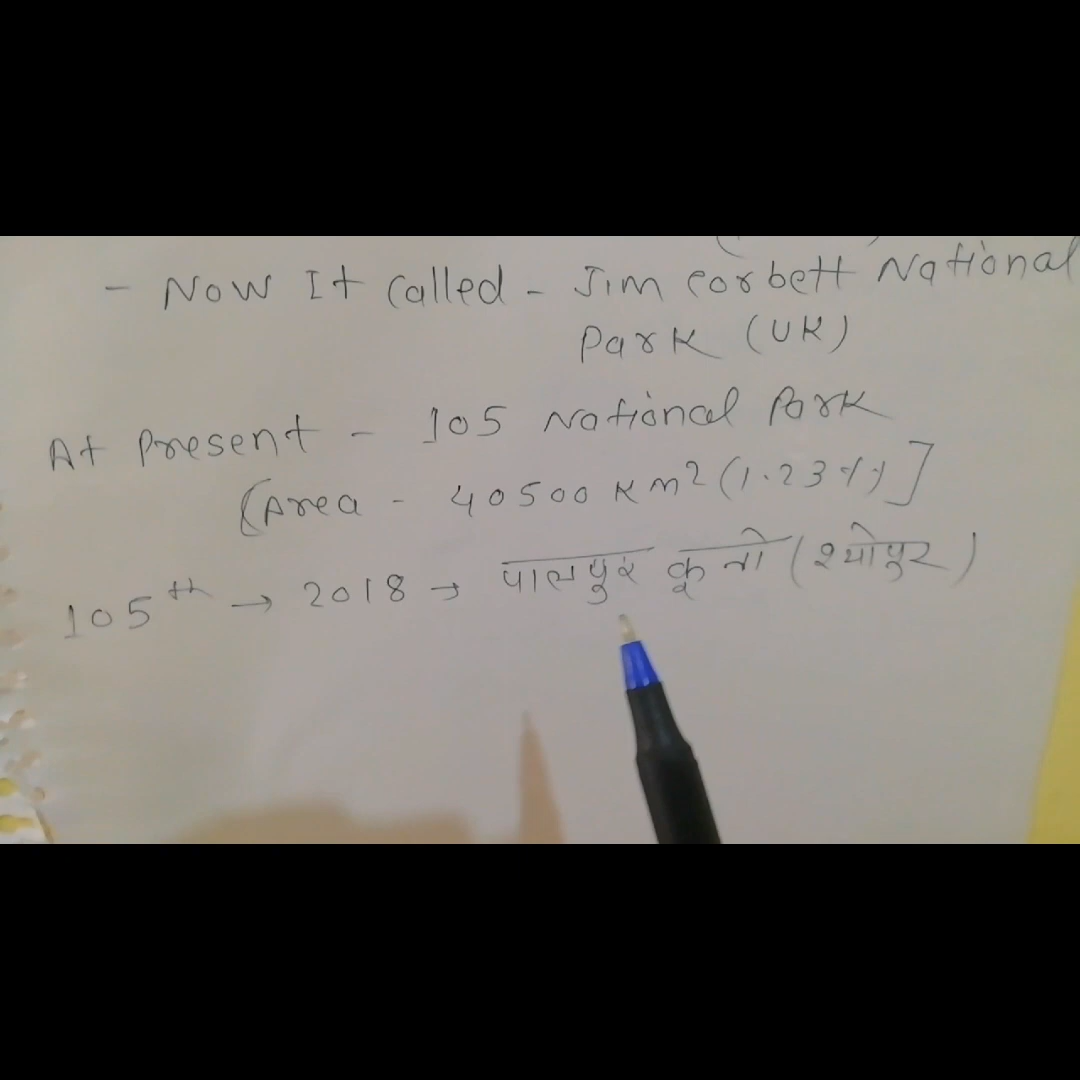 - Now It called - Jim corbett National
Park (UK)
At Present - 105 National Park
[Area - 40500 Km² (1.23%)]
105th → 2018 → पालपुर कूनो (श्योपुर)